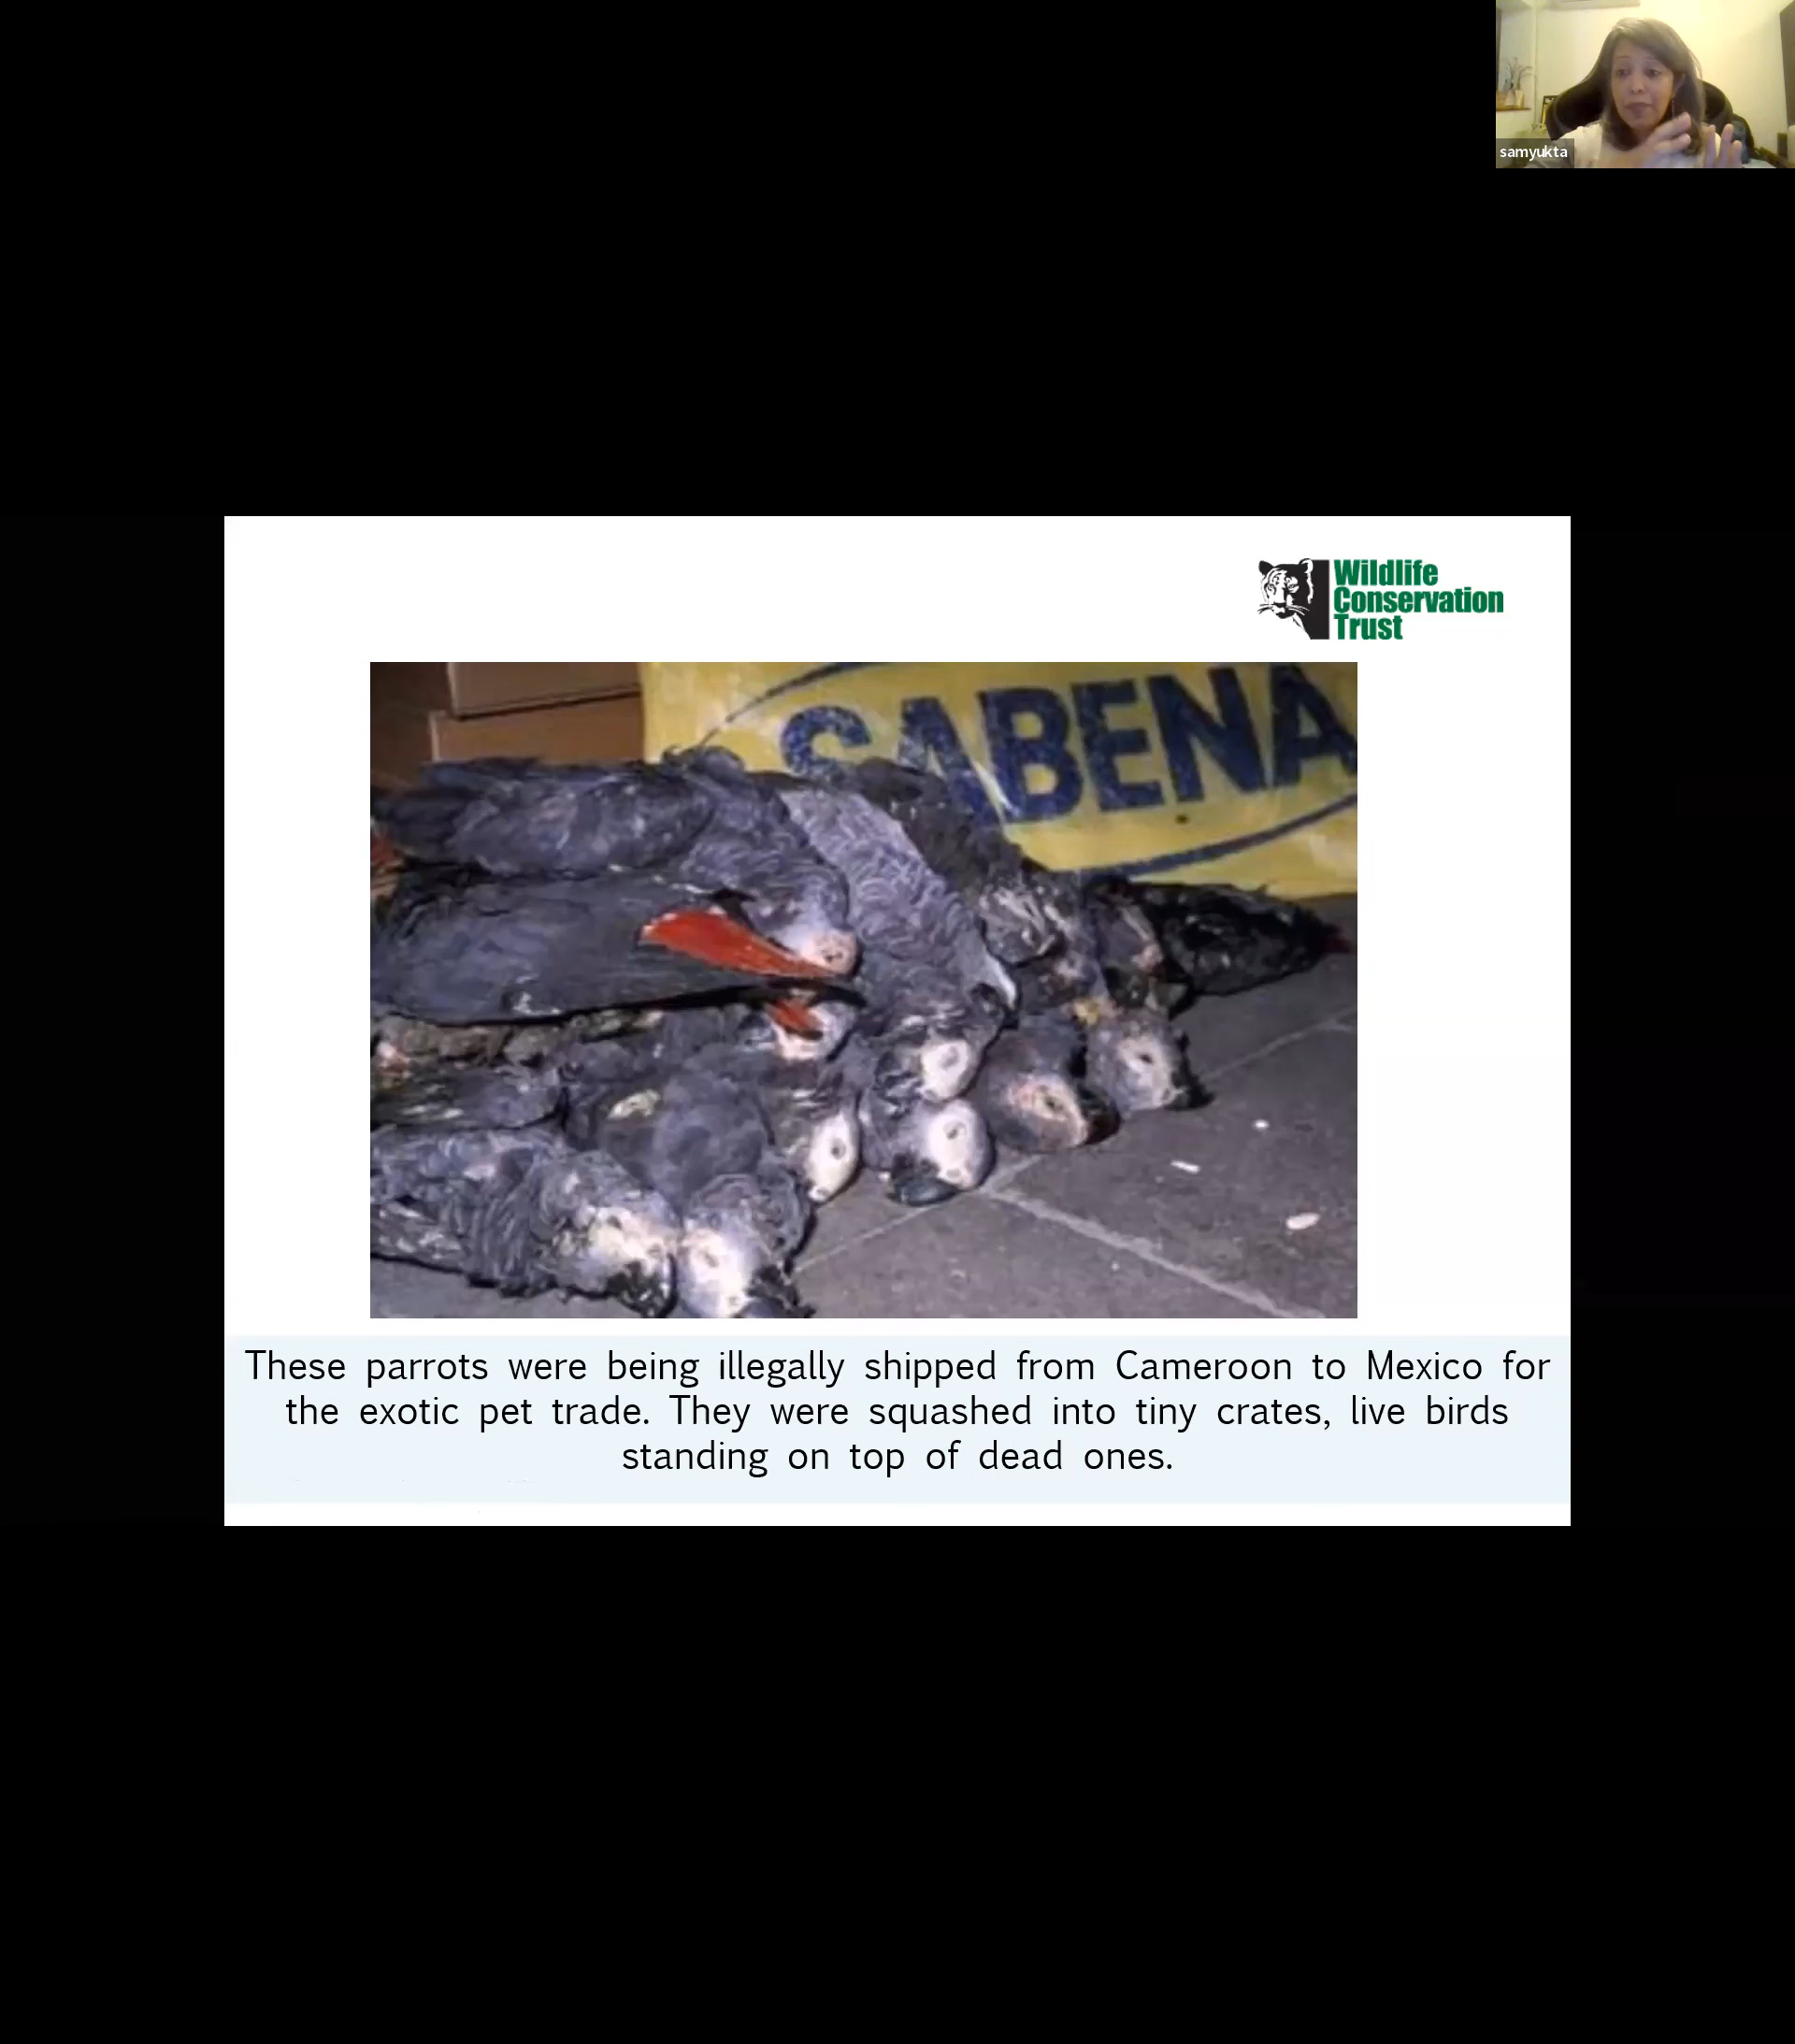 samyukta
Wildlife
Conservation
Trust
SABENA
These parrots were being illegally shipped from Cameroon to Mexico for
the exotic pet trade. They were squashed into tiny crates, live birds
standing on top of dead ones.